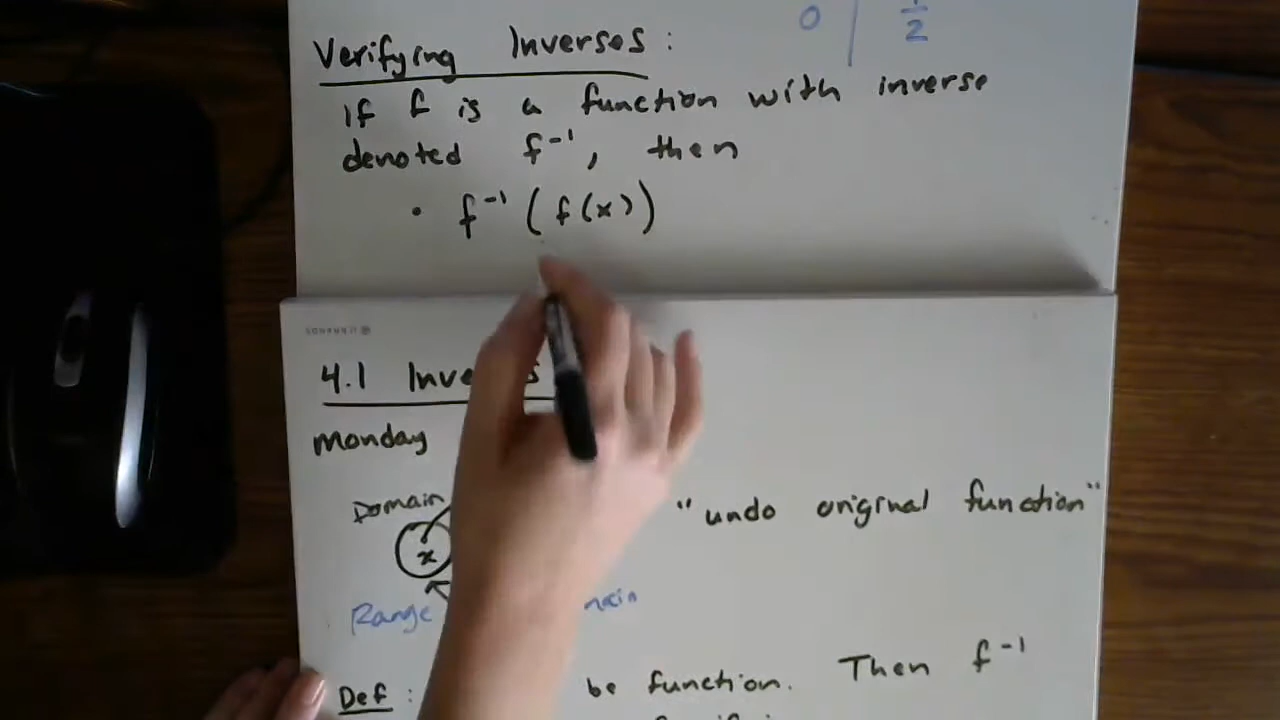 0 | 1/2
Verifying Inverses:
If f is a function with inverse
denoted f⁻¹, then
• f⁻¹(f(x))
4.1
Monday
Domain "undo original function"
x
Range
Def: be function. Then f⁻¹